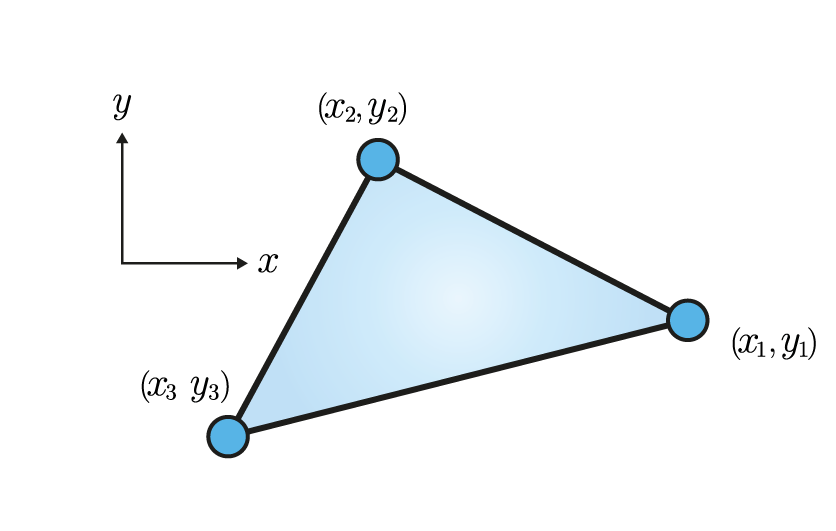 y
(x₂, y₂)
x
(x₁, y₁)
(x₃ y₃)